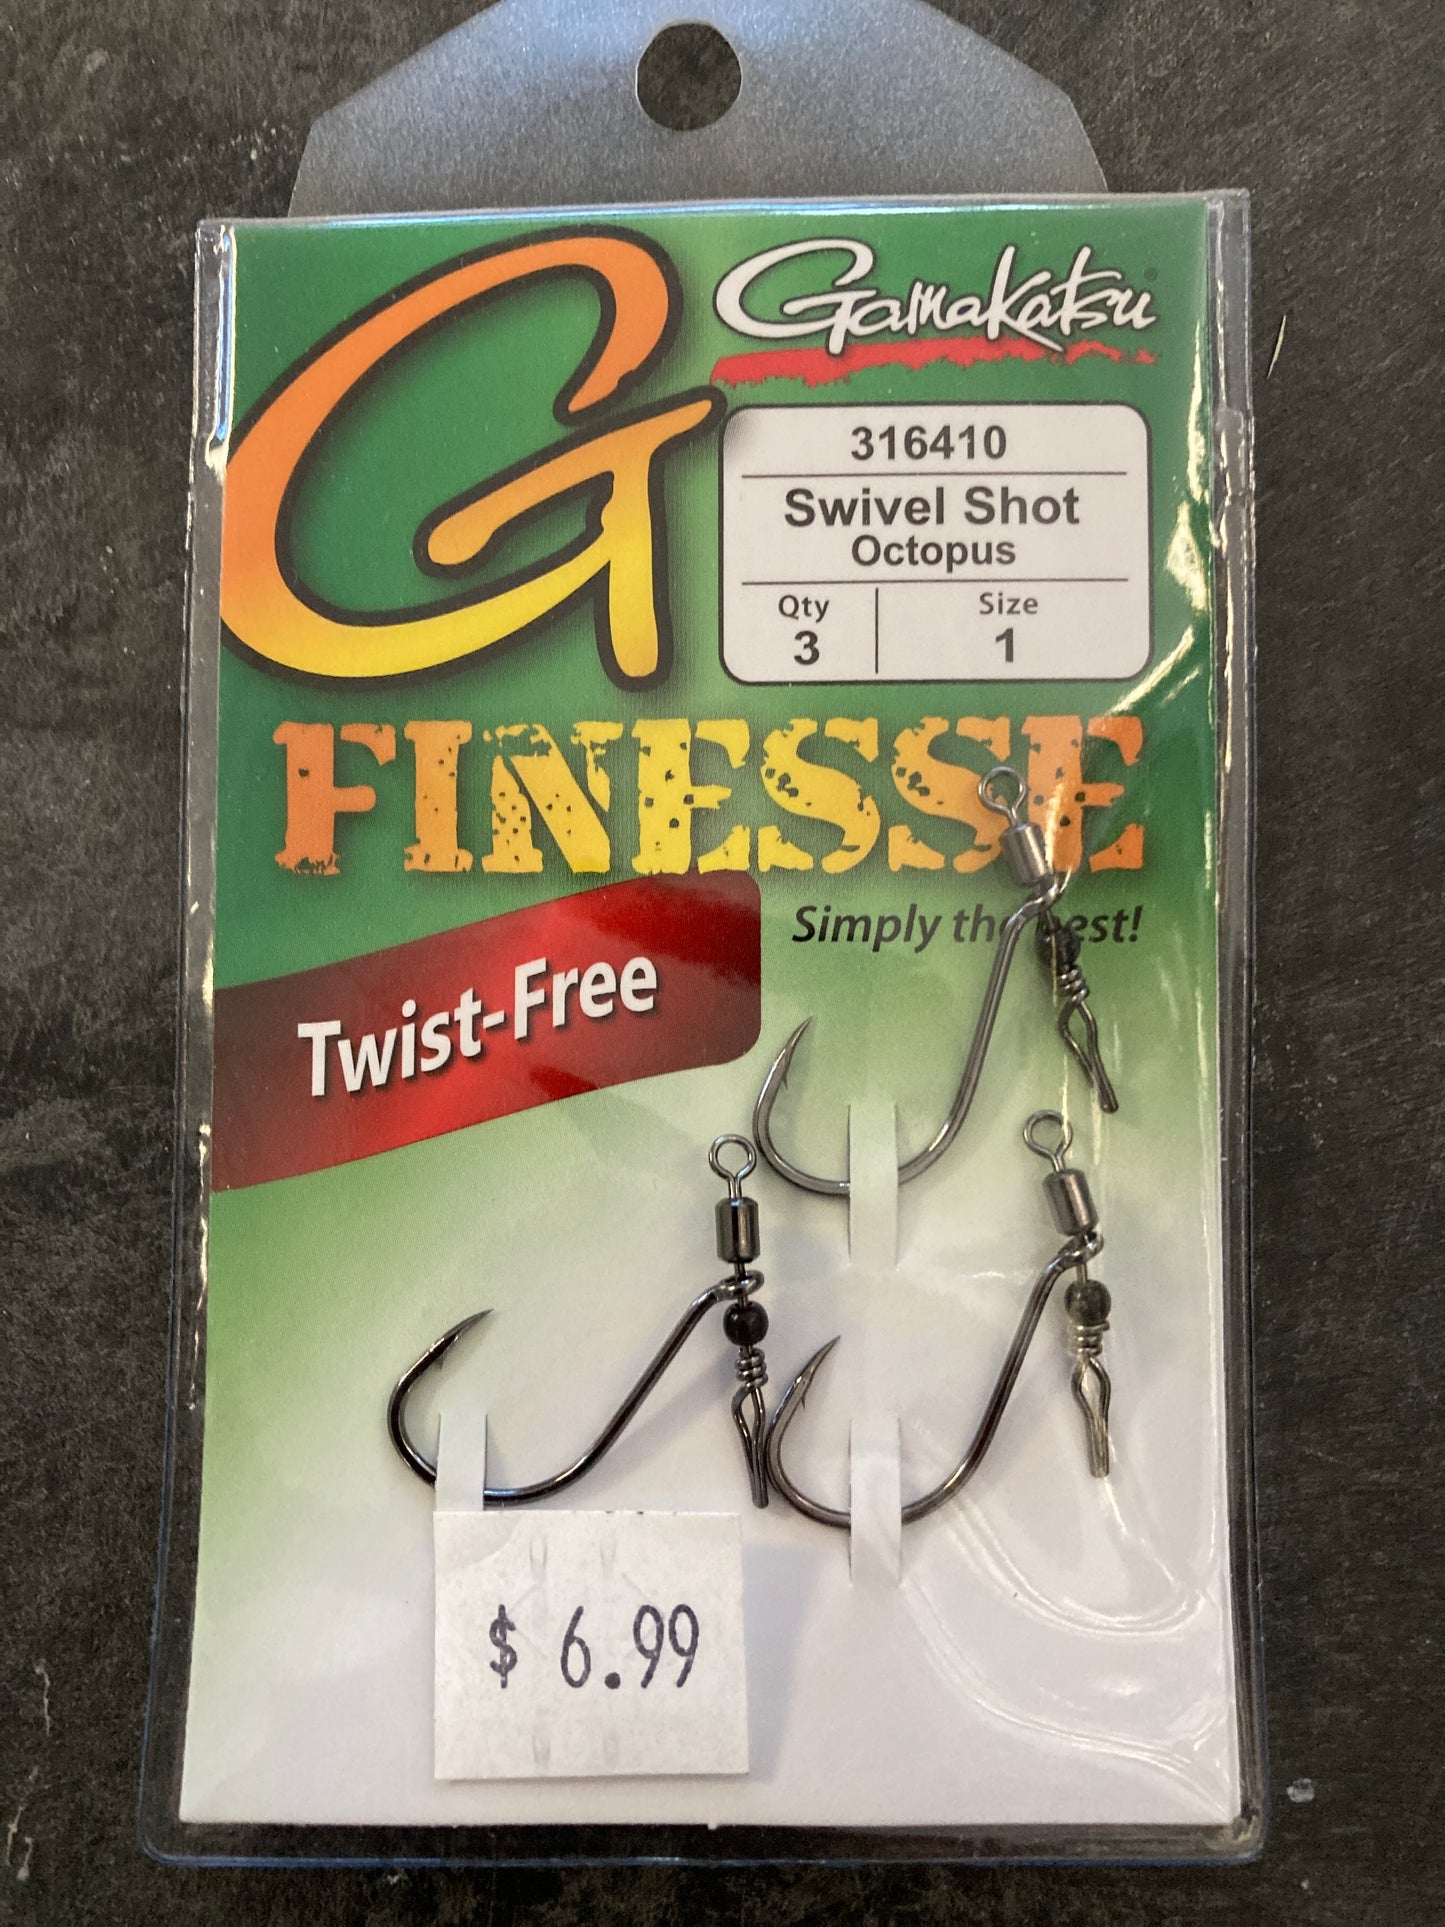 G
Gamakatsu
316410
Swivel Shot
Octopus
Qty Size
3 1
FINESSE
Simply the best!
Twist-Free
$ 6.99